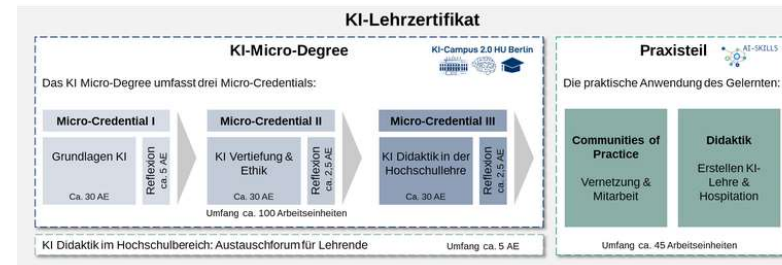 KI-Lehrzertifikat
KI-Micro-Degree
KI-Campus 2.0 HU Berlin
Das KI Micro-Degree umfasst drei Micro-Credentials:
Micro-Credential I
Grundlagen KI
Ca. 30 AE
Reflexion
ca. 5 AE
Micro-Credential II
KI Vertiefung &
Ethik
Ca. 30 AE
Reflexion
ca. 2,5 AE
Micro-Credential III
KI Didaktik in der
Hochschullehre
Ca. 30 AE
Reflexion
ca. 2,5 AE
Umfang ca. 100 Arbeitseinheiten
KI Didaktik im Hochschulbereich: Austauschforum für Lehrende
Umfang ca. 5 AE
Praxisteil
AI-SKILLS
Die praktische Anwendung des Gelernten:
Communities of
Practice
Vernetzung &
Mitarbeit
Didaktik
Erstellen KI-
Lehre &
Hospitation
Umfang ca. 45 Arbeitseinheiten